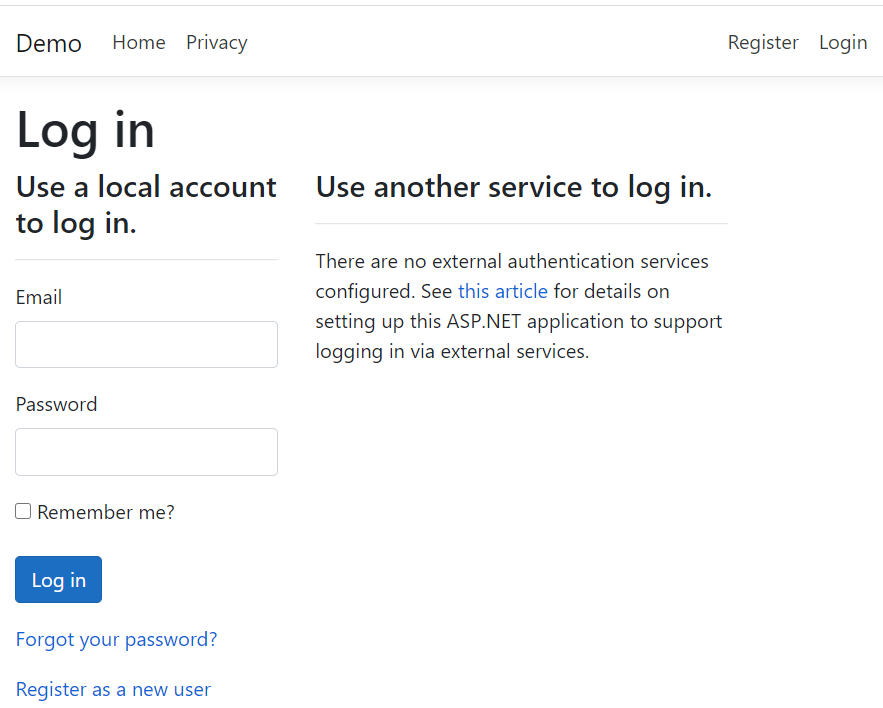 Demo Home Privacy Register Login
Log in
Use a local account
to log in.
Email
Password
Remember me?
Log in
Forgot your password?
Register as a new user
Use another service to log in.
There are no external authentication services
configured. See this article for details on
setting up this ASP.NET application to support
logging in via external services.